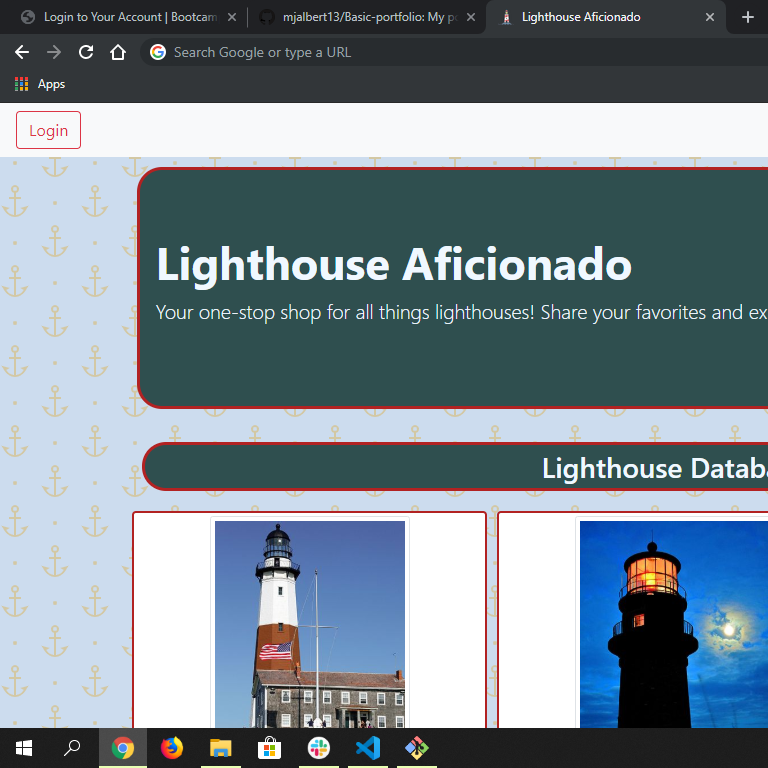 Login to Your Account | Bootcam
mjalbert13/Basic-portfolio: My po
Lighthouse Aficionado
Search Google or type a URL
Apps
Login
Lighthouse Aficionado
Your one-stop shop for all things lighthouses! Share your favorites and ex
Lighthouse Databa